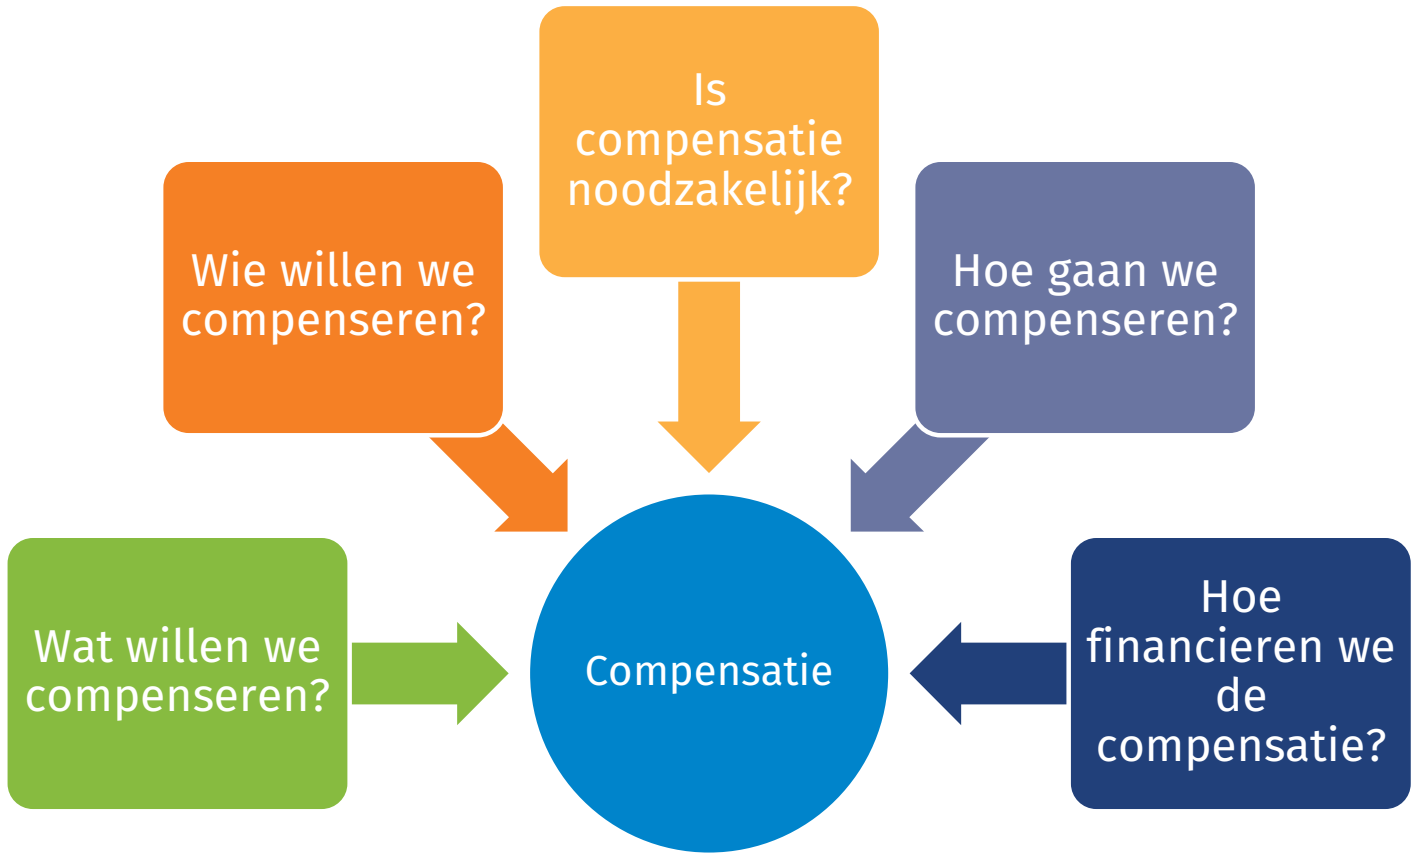 Wat willen we
compenseren?
Wie willen we
compenseren?
Is
compensatie
noodzakelijk?
Hoe gaan we
compenseren?
Hoe
financieren we
de
compensatie?
Compensatie